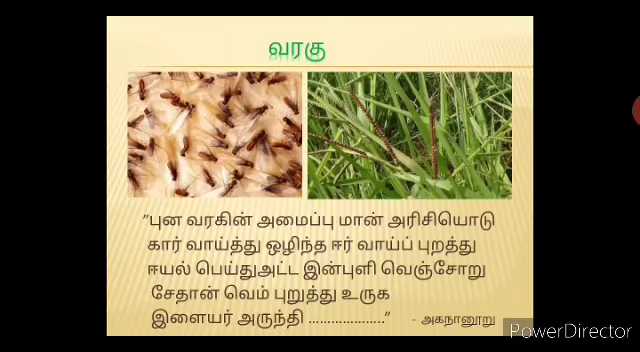 வரகு
"புன வரகின் அமைப்பு மான் அரிசியொடு
கார் வாய்த்து ஒழிந்த ஈர் வாய்ப் புறத்து
ஈயல் பெய்துஅட்ட இன்புளி வெஞ்சோறு
சேதான் வெம் புறுத்து உருக
இளையர் அருந்தி ...................." - அகநானூறு
PowerDirector